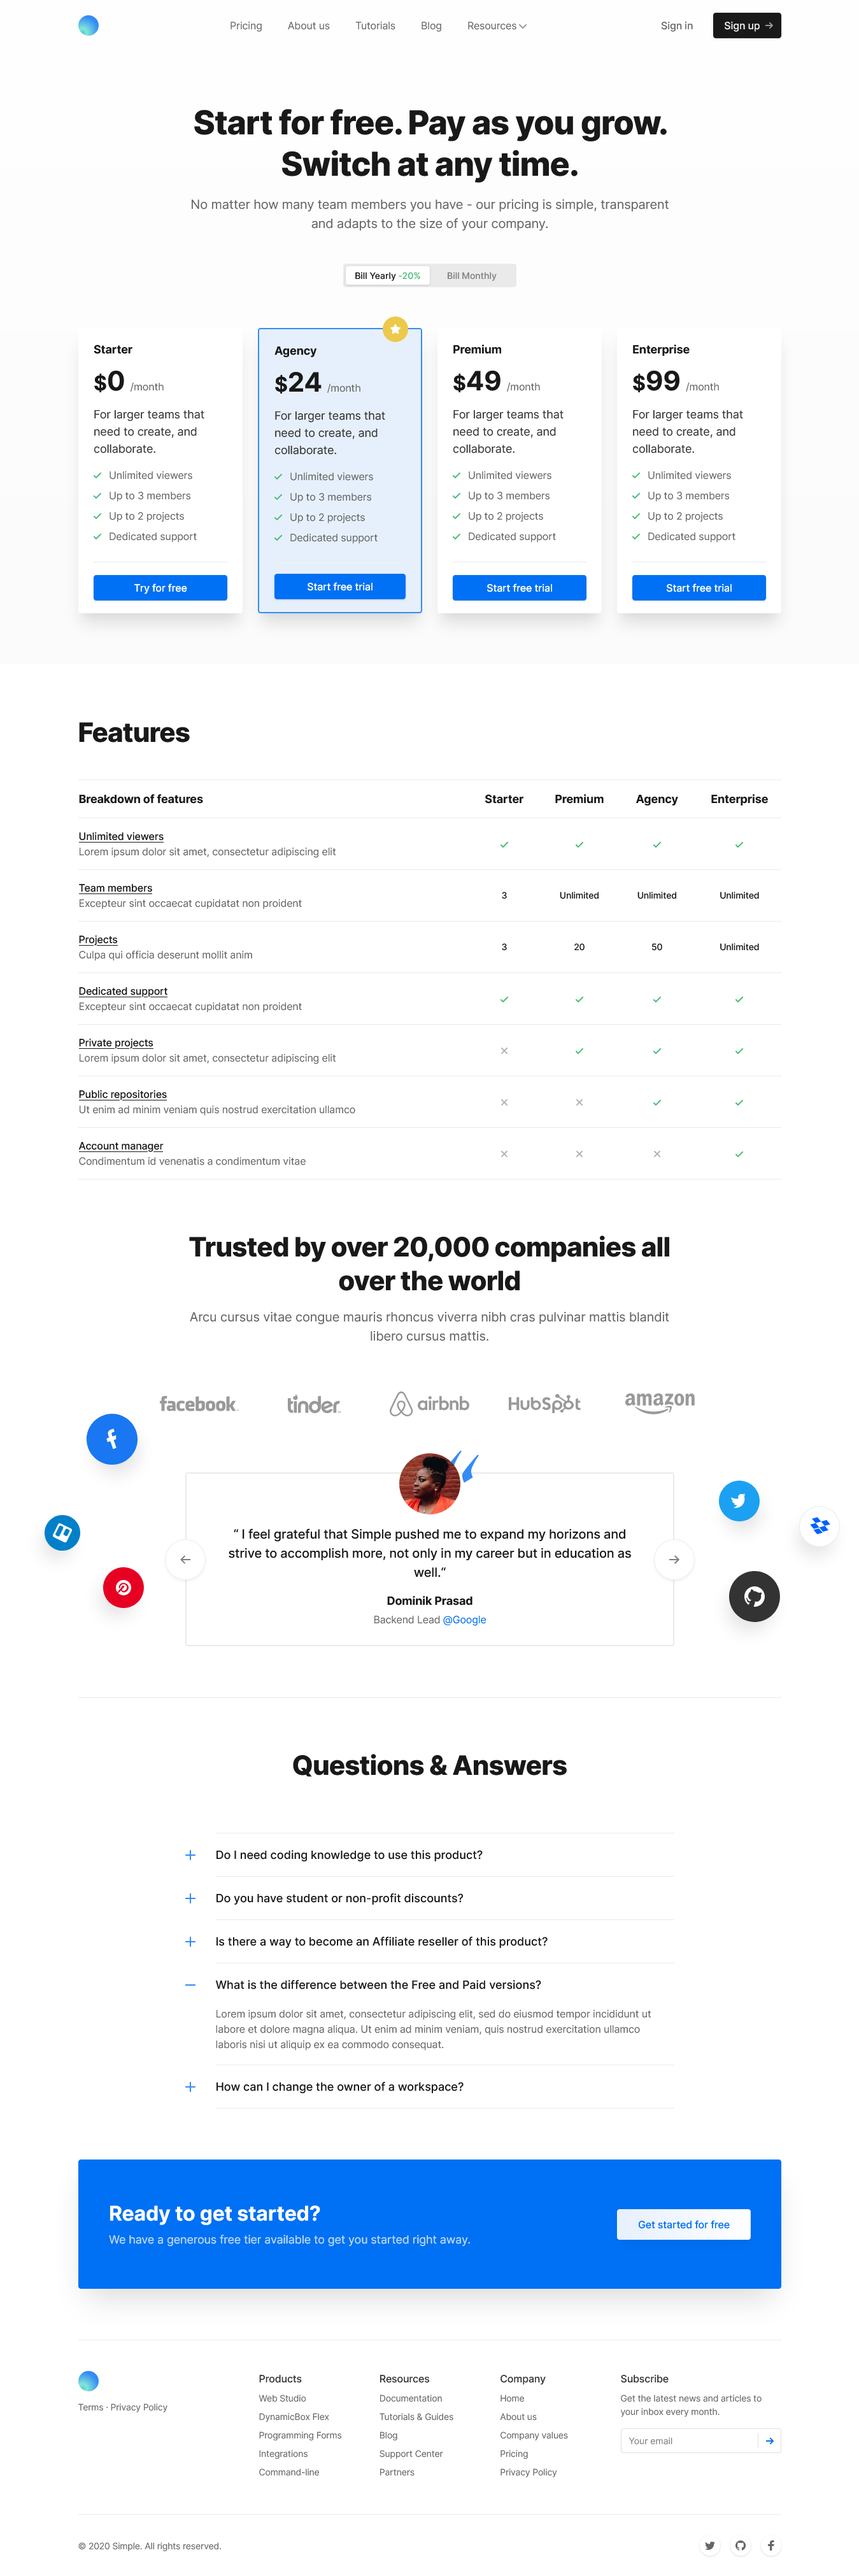 Pricing About us Tutorials Blog Resources Sign in Sign up
Start for free. Pay as you grow.
Switch at any time.
No matter how many team members you have - our pricing is simple, transparent
and adapts to the size of your company.
Bill Yearly -20% Bill Monthly
Starter
$0 /month
For larger teams that
need to create, and
collaborate.
Unlimited viewers
Up to 3 members
Up to 2 projects
Dedicated support
Try for free
Agency
$24 /month
For larger teams that
need to create, and
collaborate.
Unlimited viewers
Up to 3 members
Up to 2 projects
Dedicated support
Start free trial
Premium
$49 /month
For larger teams that
need to create, and
collaborate.
Unlimited viewers
Up to 3 members
Up to 2 projects
Dedicated support
Start free trial
Enterprise
$99 /month
For larger teams that
need to create, and
collaborate.
Unlimited viewers
Up to 3 members
Up to 2 projects
Dedicated support
Start free trial
Features
Breakdown of features Starter Premium Agency Enterprise
Unlimited viewers
Lorem ipsum dolor sit amet, consectetur adipiscing elit
Team members
Excepteur sint occaecat cupidatat non proident
3 Unlimited Unlimited Unlimited
Projects
Culpa qui officia deserunt mollit anim
3 20 50 Unlimited
Dedicated support
Excepteur sint occaecat cupidatat non proident
Private projects
Lorem ipsum dolor sit amet, consectetur adipiscing elit
Public repositories
Ut enim ad minim veniam quis nostrud exercitation ullamco
Account manager
Condimentum id venenatis a condimentum vitae
Trusted by over 20,000 companies all
over the world
Arcu cursus vitae congue mauris rhoncus viverra nibh cras pulvinar mattis blandit
libero cursus mattis.
facebook tinder airbnb HubSpot amazon
“ I feel grateful that Simple pushed me to expand my horizons and
strive to accomplish more, not only in my career but in education as
well.“
Dominik Prasad
Backend Lead @Google
Questions & Answers
Do I need coding knowledge to use this product?
Do you have student or non-profit discounts?
Is there a way to become an Affiliate reseller of this product?
What is the difference between the Free and Paid versions?
Lorem ipsum dolor sit amet, consectetur adipiscing elit, sed do eiusmod tempor incididunt ut
labore et dolore magna aliqua. Ut enim ad minim veniam, quis nostrud exercitation ullamco
laboris nisi ut aliquip ex ea commodo consequat.
How can I change the owner of a workspace?
Ready to get started?
We have a generous free tier available to get you started right away.
Get started for free
Terms · Privacy Policy
Products
Web Studio
DynamicBox Flex
Programming Forms
Integrations
Command-line
Resources
Documentation
Tutorials & Guides
Blog
Support Center
Partners
Company
Home
About us
Company values
Pricing
Privacy Policy
Subscribe
Get the latest news and articles to
your inbox every month.
Your email
© 2020 Simple. All rights reserved.